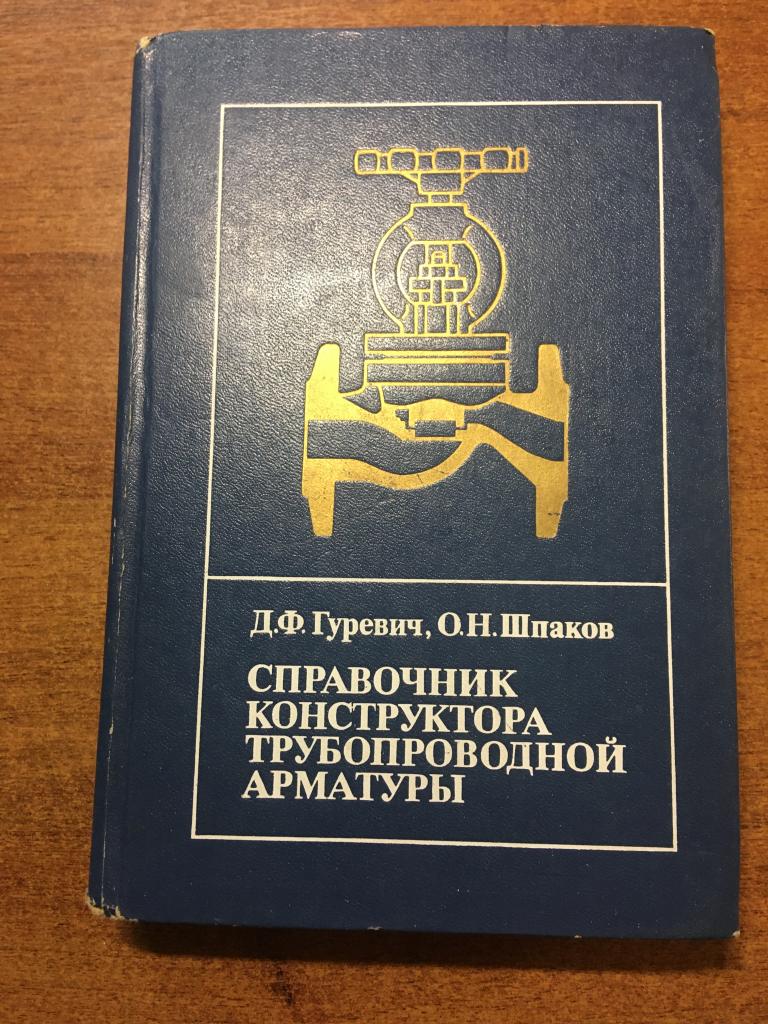 Д.Ф. Гуревич, О.Н. Шпаков
СПРАВОЧНИК
КОНСТРУКТОРА
ТРУБОПРОВОДНОЙ
АРМАТУРЫ